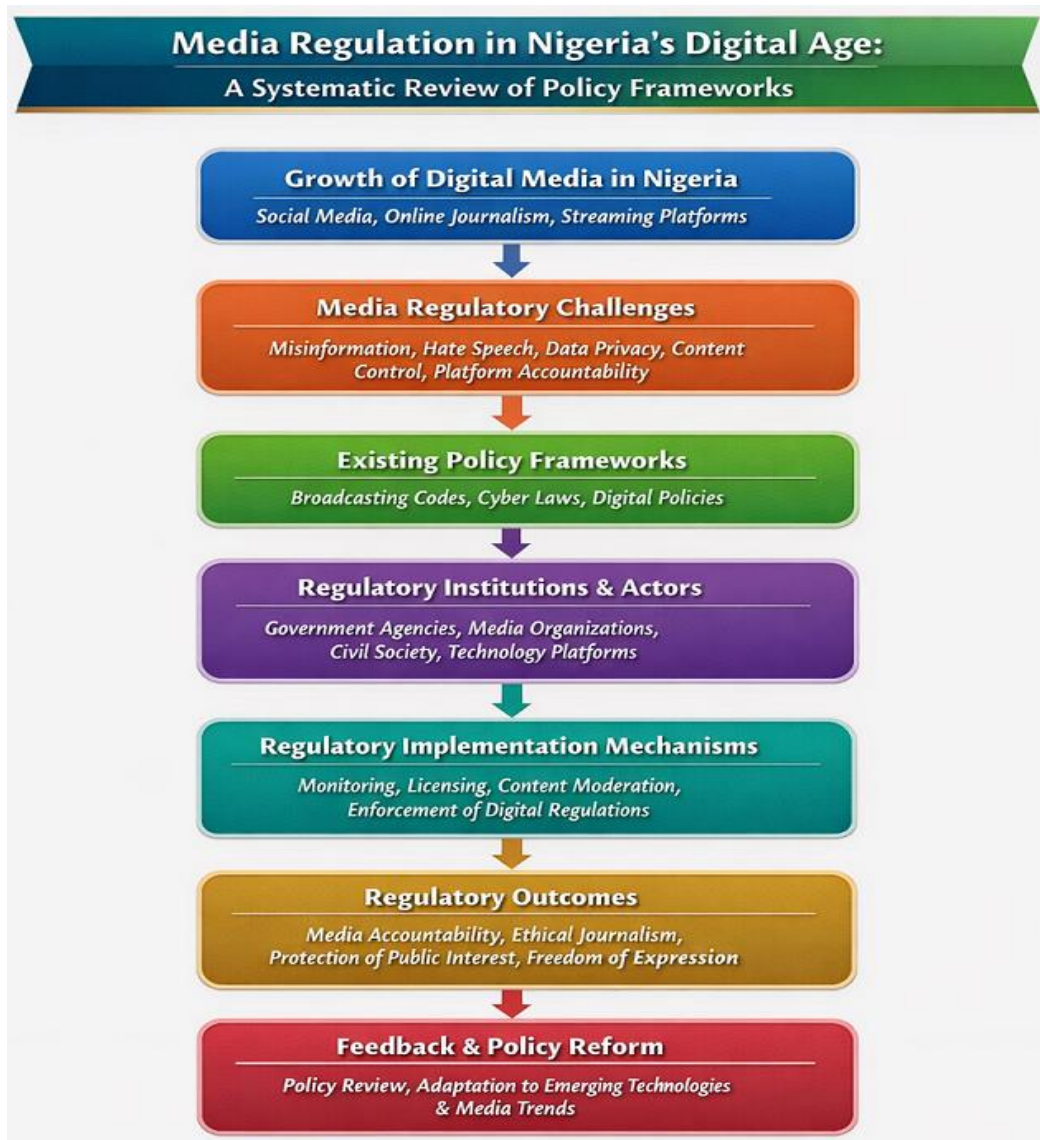 Media Regulation in Nigeria's Digital Age:
A Systematic Review of Policy Frameworks
Growth of Digital Media in Nigeria
Social Media, Online Journalism, Streaming Platforms
Media Regulatory Challenges
Misinformation, Hate Speech, Data Privacy, Content
Control, Platform Accountability
Existing Policy Frameworks
Broadcasting Codes, Cyber Laws, Digital Policies
Regulatory Institutions & Actors
Government Agencies, Media Organizations,
Civil Society, Technology Platforms
Regulatory Implementation Mechanisms
Monitoring, Licensing, Content Moderation,
Enforcement of Digital Regulations
Regulatory Outcomes
Media Accountability, Ethical Journalism,
Protection of Public Interest, Freedom of Expression
Feedback & Policy Reform
Policy Review, Adaptation to Emerging Technologies
& Media Trends